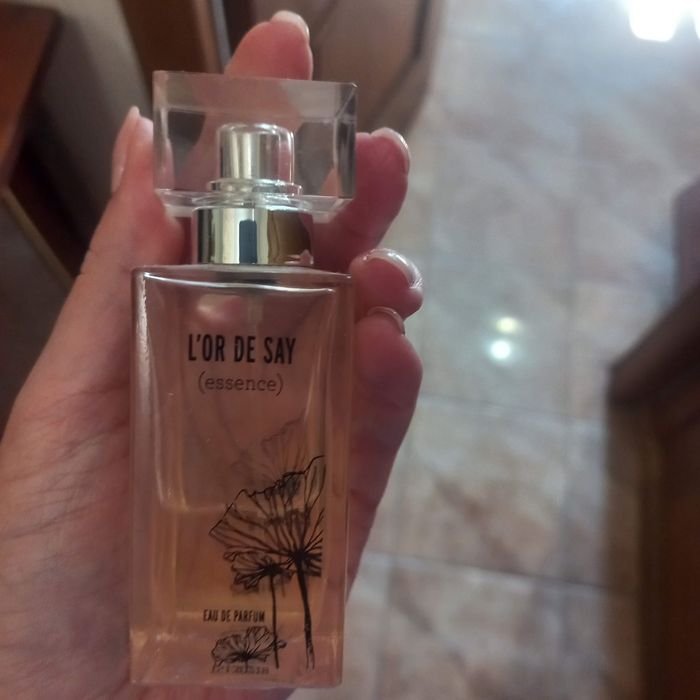 L'OR DE SAY
(essence)
EAU DE PARFUM